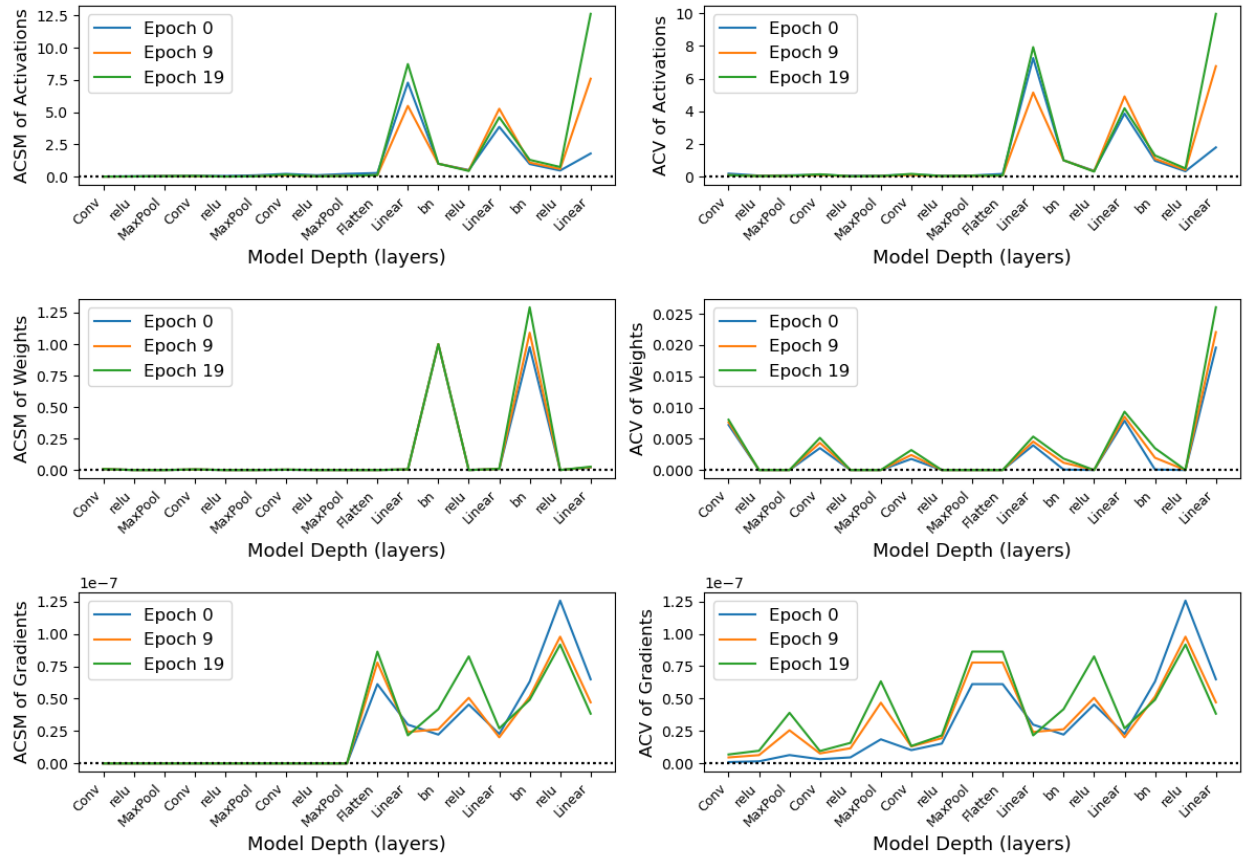 ACSM of Activations
12.5
10.0
7.5
5.0
2.5
0.0
Epoch 0
Epoch 9
Epoch 19
Conv
relu
MaxPool
Conv
relu
MaxPool
Conv
relu
MaxPool
Flatten
Linear
bn
relu
Linear
bn
relu
Linear
Model Depth (layers)
ACV of Activations
10
8
6
4
2
0
Epoch 0
Epoch 9
Epoch 19
Conv
relu
MaxPool
Conv
relu
MaxPool
Conv
relu
MaxPool
Flatten
Linear
bn
relu
Linear
bn
relu
Linear
Model Depth (layers)
ACSM of Weights
1.25
1.00
0.75
0.50
0.25
0.00
Epoch 0
Epoch 9
Epoch 19
Conv
relu
MaxPool
Conv
relu
MaxPool
Conv
relu
MaxPool
Flatten
Linear
bn
relu
Linear
bn
relu
Linear
Model Depth (layers)
ACV of Weights
0.025
0.020
0.015
0.010
0.005
0.000
Epoch 0
Epoch 9
Epoch 19
Conv
relu
MaxPool
Conv
relu
MaxPool
Conv
relu
MaxPool
Flatten
Linear
bn
relu
Linear
bn
relu
Linear
Model Depth (layers)
1e−7
ACSM of Gradients
1.25
1.00
0.75
0.50
0.25
0.00
Epoch 0
Epoch 9
Epoch 19
Conv
relu
MaxPool
Conv
relu
MaxPool
Conv
relu
MaxPool
Flatten
Linear
bn
relu
Linear
bn
relu
Linear
Model Depth (layers)
1e−7
ACV of Gradients
1.25
1.00
0.75
0.50
0.25
0.00
Epoch 0
Epoch 9
Epoch 19
Conv
relu
MaxPool
Conv
relu
MaxPool
Conv
relu
MaxPool
Flatten
Linear
bn
relu
Linear
bn
relu
Linear
Model Depth (layers)